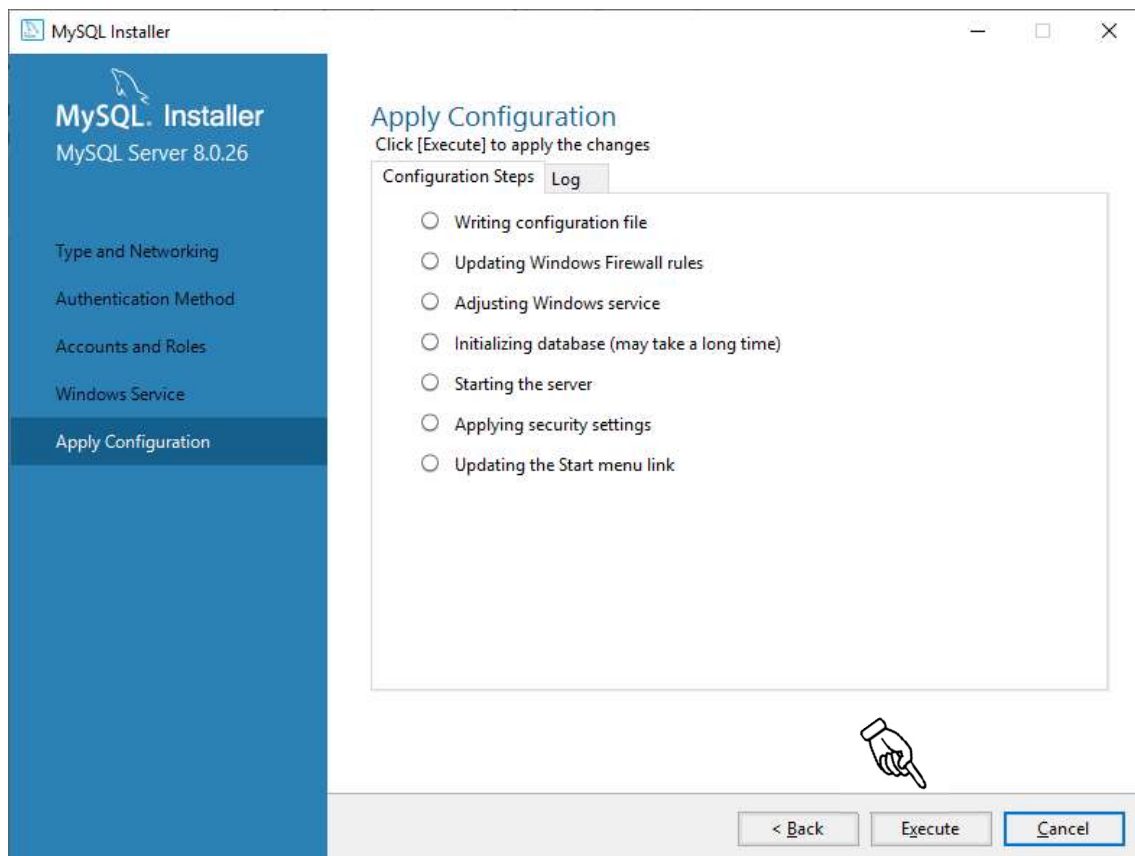 MySQL Installer
MySQL. Installer
MySQL Server 8.0.26
Type and Networking
Authentication Method
Accounts and Roles
Windows Service
Apply Configuration
Apply Configuration
Click [Execute] to apply the changes
Configuration Steps Log
Writing configuration file
Updating Windows Firewall rules
Adjusting Windows service
Initializing database (may take a long time)
Starting the server
Applying security settings
Updating the Start menu link
< Back Execute Cancel